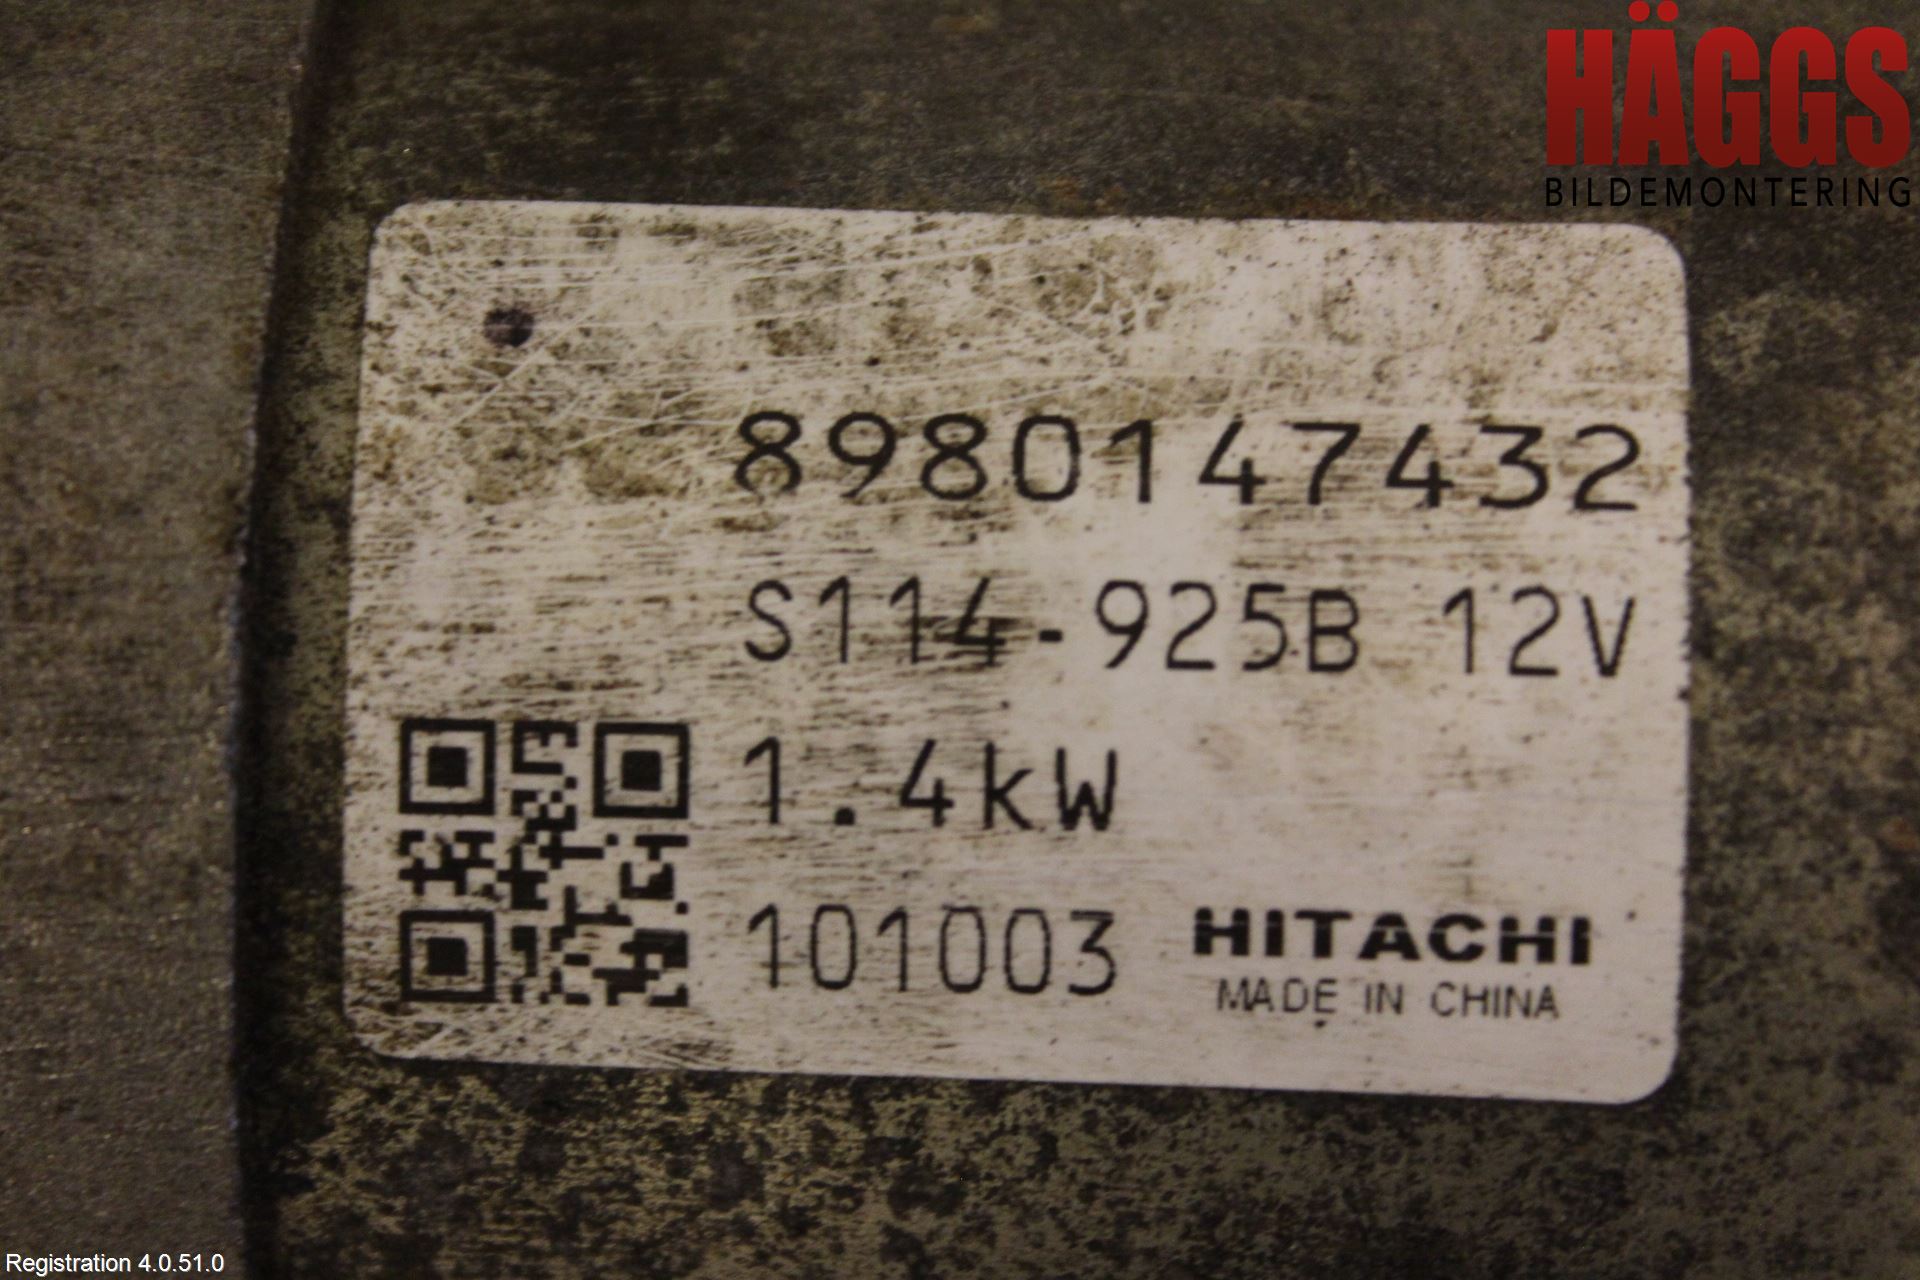 HÄGGS
BILDEMONTERING
8980147432
S114-925B 12V
1.4kW
101003 HITACHI
MADE IN CHINA
Registration 4.0.51.0